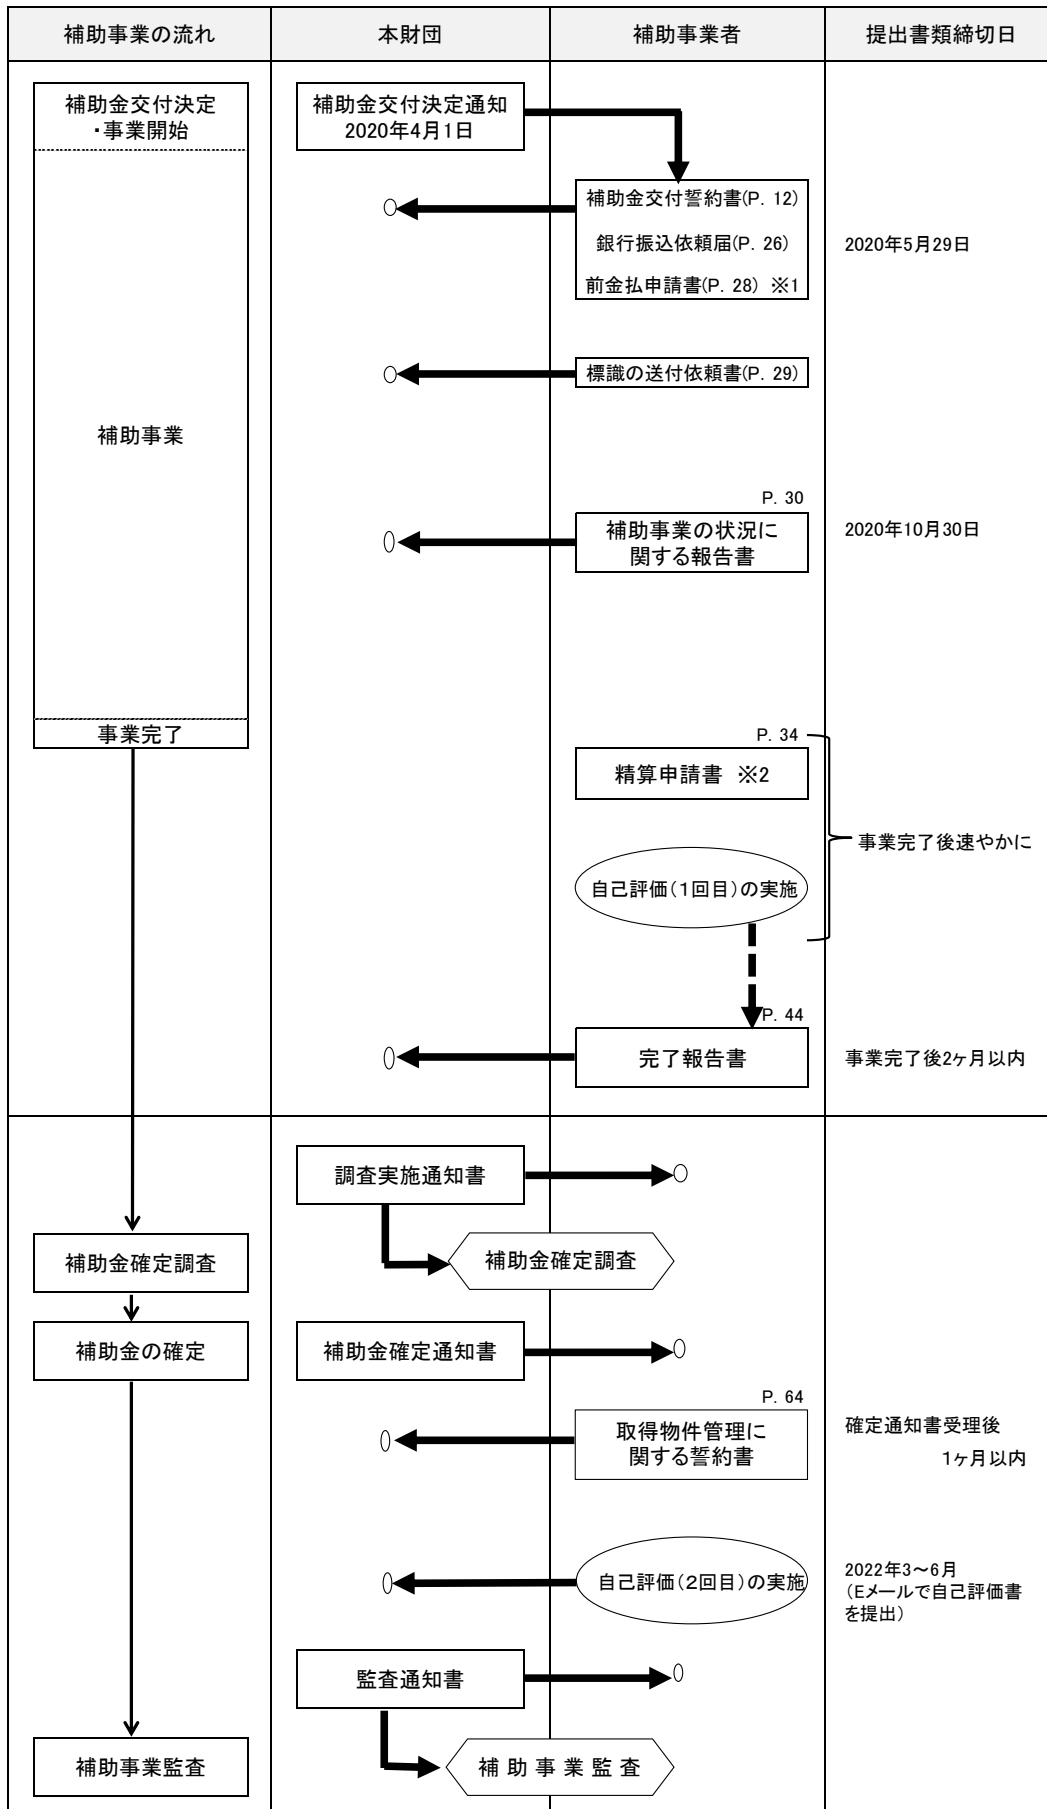 補助事業の流れ
本財団
補助事業者
提出書類締切日
補助金交付決定
・事業開始
補助金交付決定通知
2020年4月1日
補助金交付誓約書(P. 12)
銀行振込依頼届(P. 26)
前金払申請書(P. 28) ※1
2020年5月29日
標識の送付依頼書(P. 29)
補助事業
P. 30
補助事業の状況に
関する報告書
2020年10月30日
事業完了
P. 34
精算申請書 ※2
事業完了後速やかに
自己評価(1回目)の実施
P. 44
完了報告書
事業完了後2ヶ月以内
調査実施通知書
補助金確定調査
補助金確定調査
補助金の確定
補助金確定通知書
P. 64
取得物件管理に
関する誓約書
確定通知書受理後
1ヶ月以内
自己評価(2回目)の実施
2022年3～6月
(Eメールで自己評価書
を提出)
監査通知書
補助事業監査
補 助 事 業 監 査